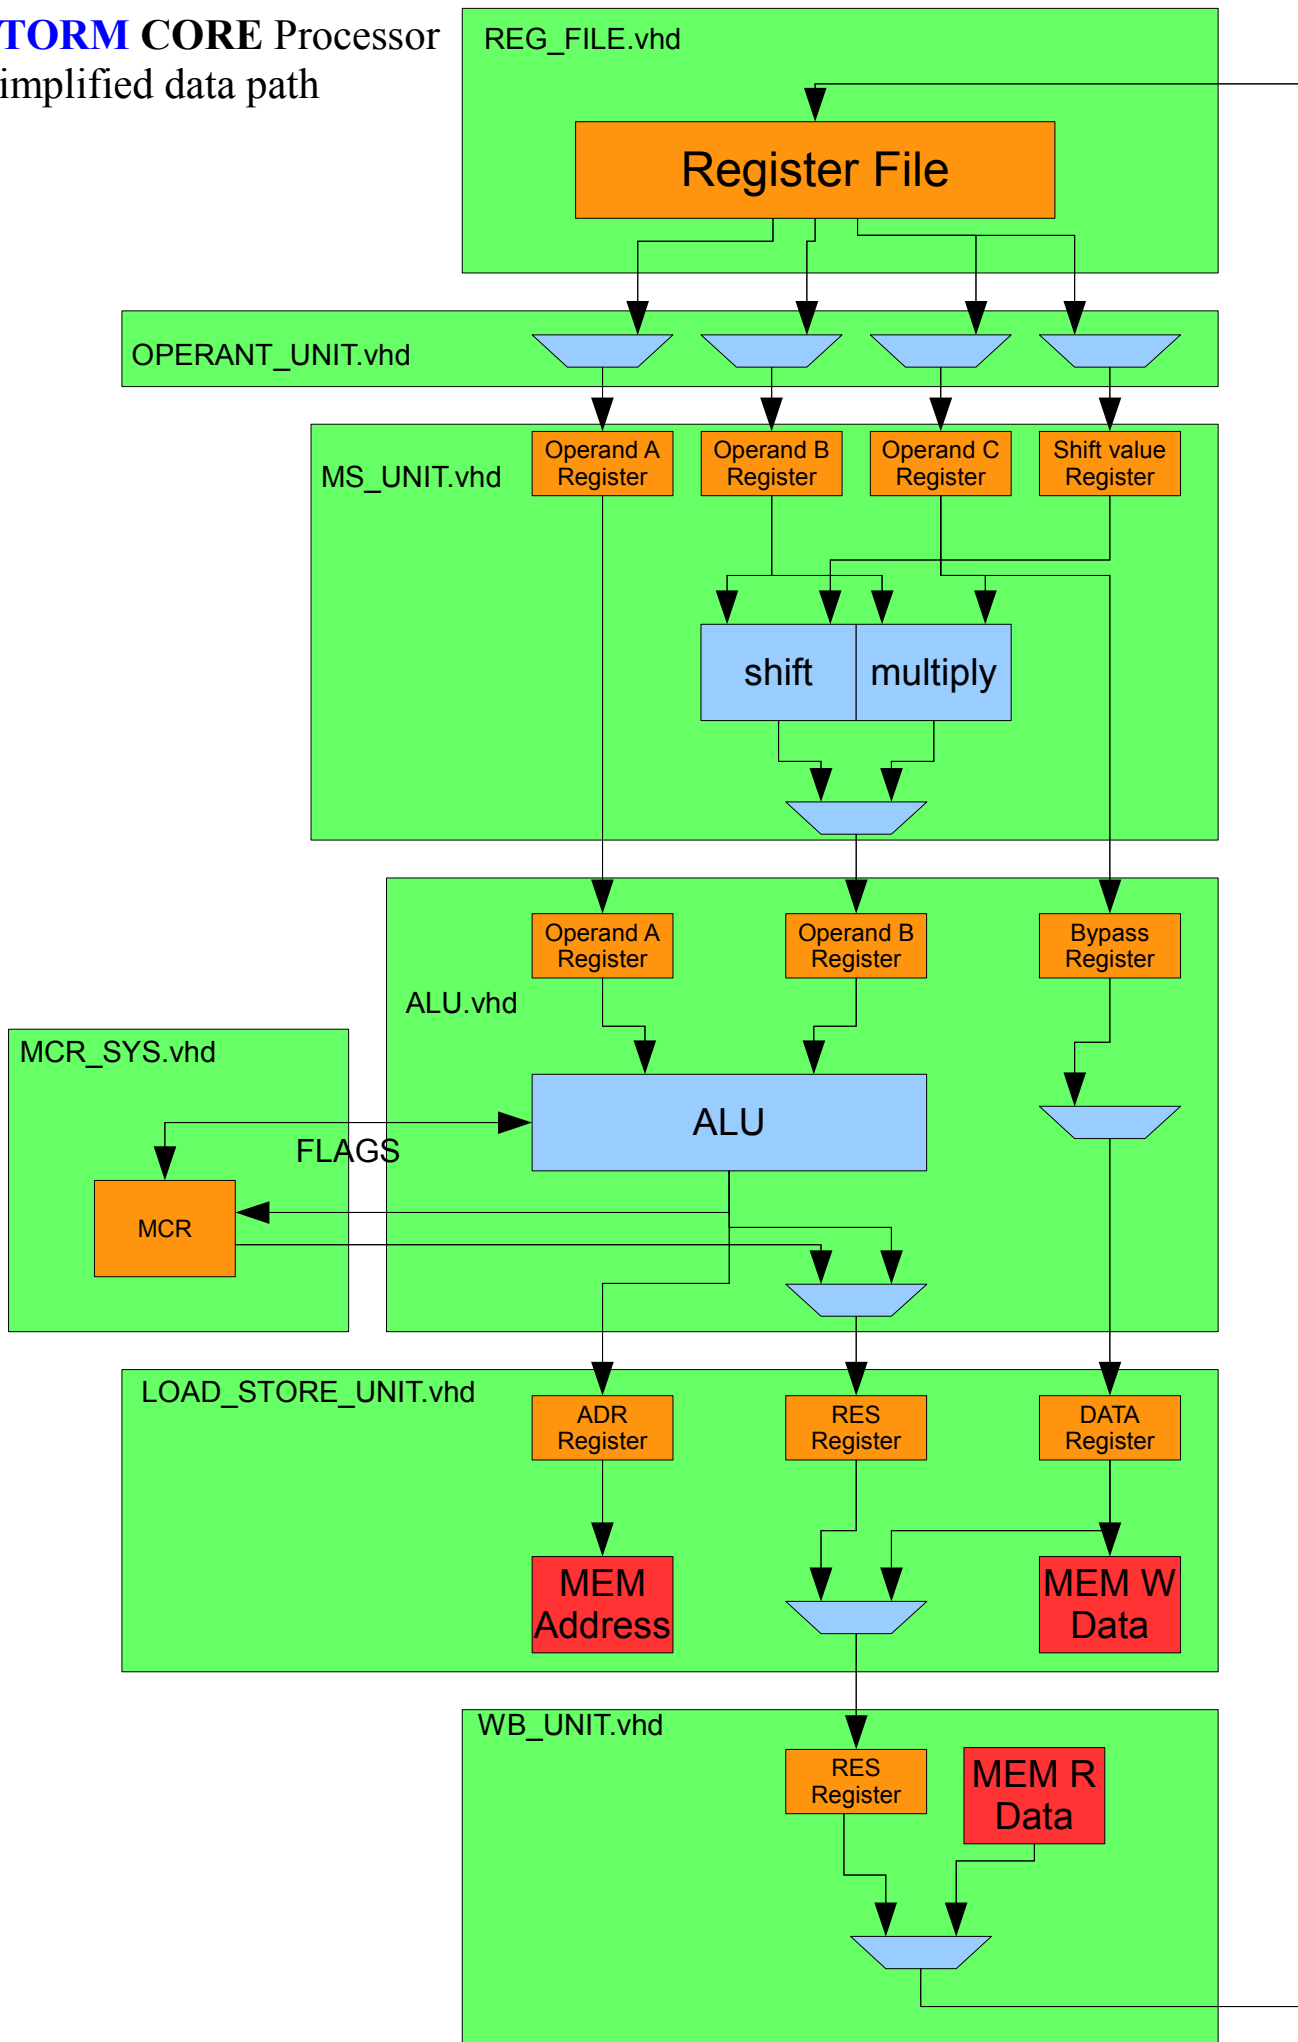 TORM CORE Processor
implified data path
REG_FILE.vhd
Register File
OPERANT_UNIT.vhd
MS_UNIT.vhd
Operand A
Register
Operand B
Register
Operand C
Register
Shift value
Register
shift
multiply
Operand A
Register
Operand B
Register
Bypass
Register
ALU.vhd
MCR_SYS.vhd
ALU
FLAGS
MCR
LOAD_STORE_UNIT.vhd
ADR
Register
RES
Register
DATA
Register
MEM
Address
MEM W
Data
WB_UNIT.vhd
RES
Register
MEM R
Data